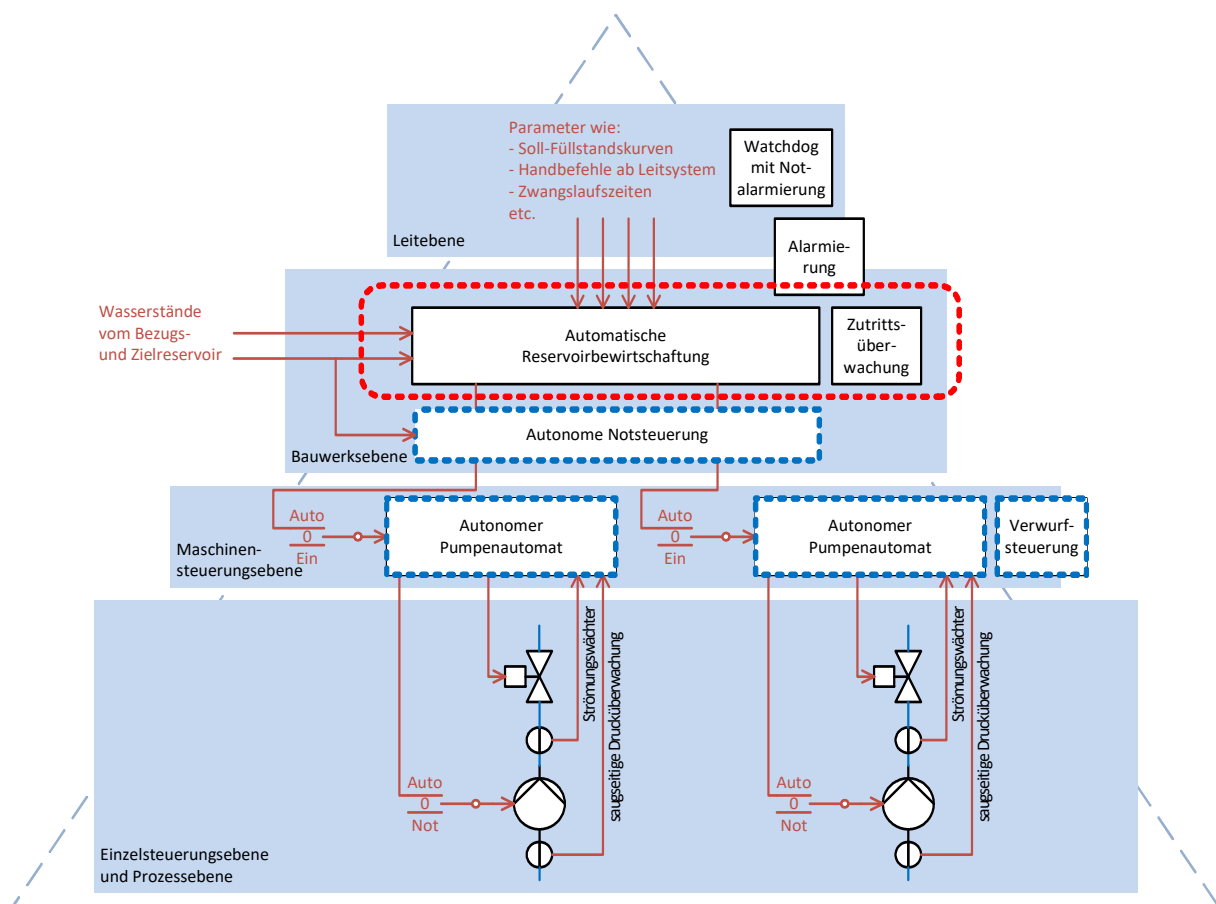 Parameter wie:
- Soll-Füllstandskurven
- Handbefehle ab Leitsystem
- Zwangslaufszeiten
etc.
Watchdog
mit Not-
alarmierung
Leitebene
Alarmie-
rung
Wasserstände
vom Bezugs-
und Zielreservoir
Automatische
Reservoirbewirtschaftung
Zutritts-
über-
wachung
Autonome Notsteuerung
Bauwerksebene
Auto
0
Ein
Autonomer
Pumpenautomat
Auto
0
Ein
Autonomer
Pumpenautomat
Verwurf-
steuerung
Maschinen-
steuerungsebene
Strömungswächter
saugseitige Drucküberwachung
Strömungswächter
saugseitige Drucküberwachung
Auto
0
Not
Auto
0
Not
Einzelsteuerungsebene
und Prozessebene